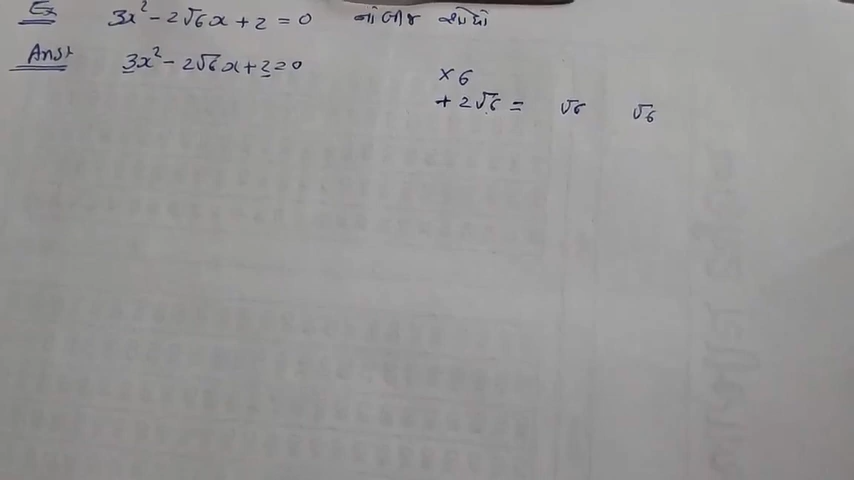 Ex 3x² - 2√6x + 2 = 0 નાં બીજ શોધો
Ans: 3x² - 2√6x + 2 = 0
× 6
+ 2√6 = √6 √6